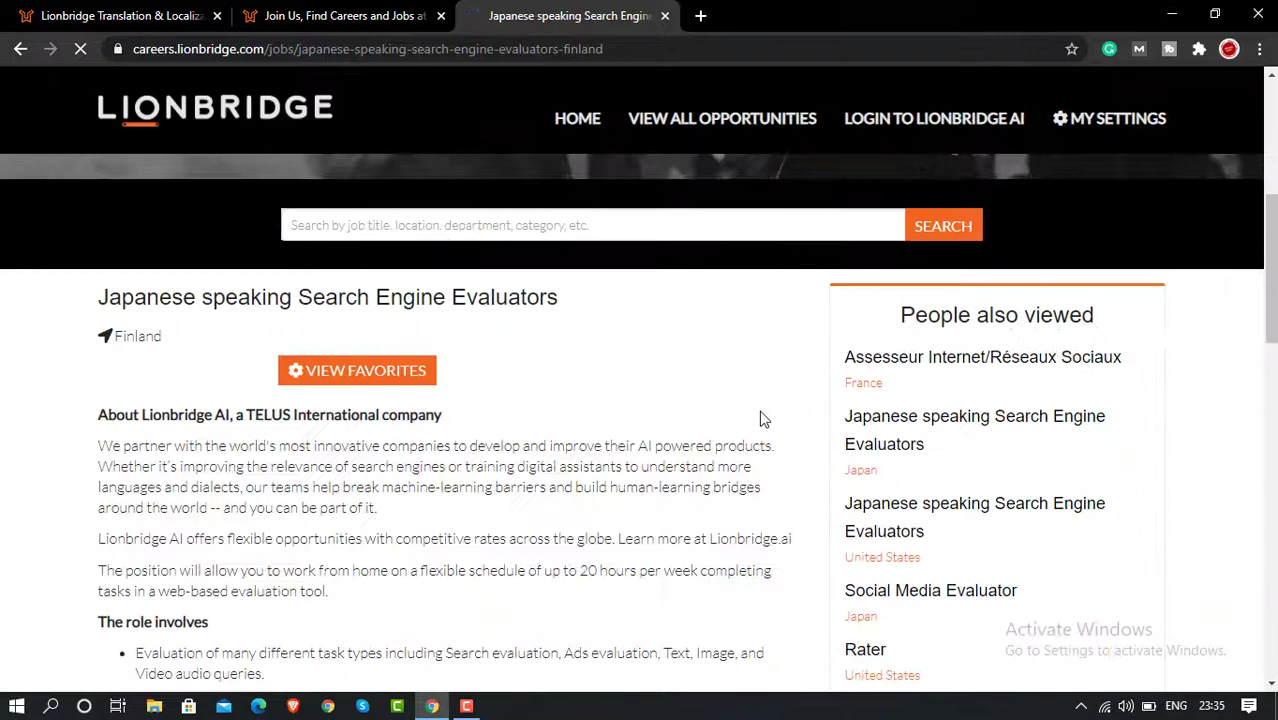 Lionbridge Translation & Localiza
Join Us, Find Careers and Jobs at
Japanese speaking Search Engine
careers.lionbridge.com/jobs/japanese-speaking-search-engine-evaluators-finland
LIONBRIDGE
HOME
VIEW ALL OPPORTUNITIES
LOGIN TO LIONBRIDGE AI
MY SETTINGS
Search by job title, location, department, category, etc.
SEARCH
Japanese speaking Search Engine Evaluators
Finland
VIEW FAVORITES
About Lionbridge AI, a TELUS International company
We partner with the world's most innovative companies to develop and improve their AI powered products.
Whether it's improving the relevance of search engines or training digital assistants to understand more
languages and dialects, our teams help break machine-learning barriers and build human-learning bridges
around the world -- and you can be part of it.
Lionbridge AI offers flexible opportunities with competitive rates across the globe. Learn more at Lionbridge.ai
The position will allow you to work from home on a flexible schedule of up to 20 hours per week completing
tasks in a web-based evaluation tool.
The role involves
• Evaluation of many different task types including Search evaluation, Ads evaluation, Text, Image, and
Video audio queries.
People also viewed
Assesseur Internet/Réseaux Sociaux
France
Japanese speaking Search Engine
Evaluators
Japan
Japanese speaking Search Engine
Evaluators
United States
Social Media Evaluator
Japan
Rater
United States
Activate Windows
Go to Settings to activate Windows.
ENG
23:35